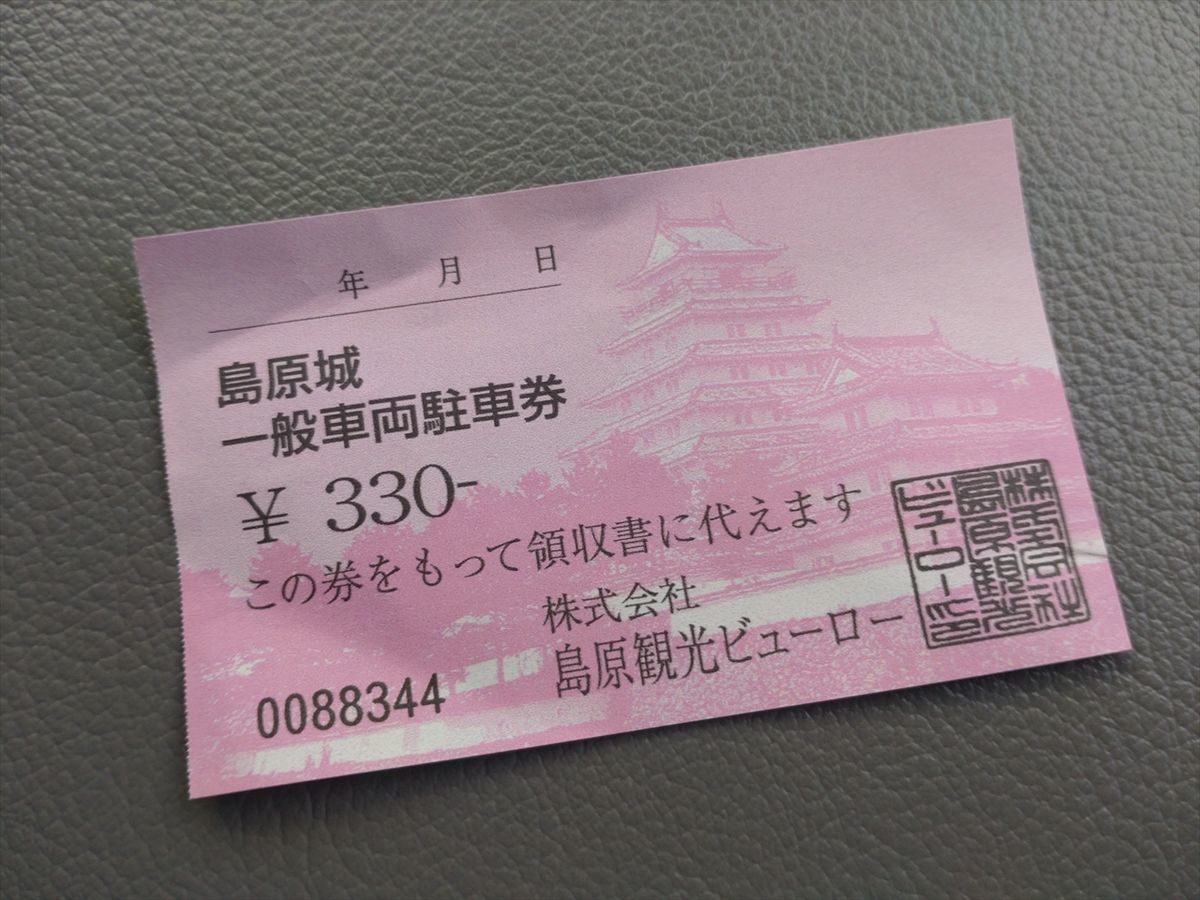 年 月 日
島原城
一般車両駐車券
¥ 330-
この券をもって領収書に代えます
株式会社
島原観光ビューロー
0088344
株式会社
島原観光
ビューロー印